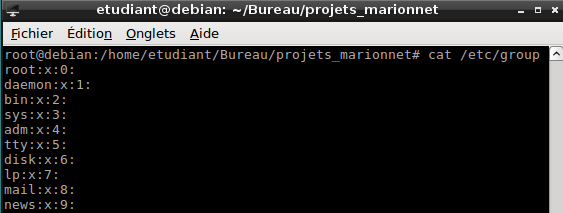 etudiant@debian: ~/Bureau/projets_marionnet
Fichier Édition Onglets Aide
root@debian:/home/etudiant/Bureau/projets_marionnet# cat /etc/group
root:x:0:
daemon:x:1:
bin:x:2:
sys:x:3:
adm:x:4:
tty:x:5:
disk:x:6:
lp:x:7:
mail:x:8:
news:x:9: